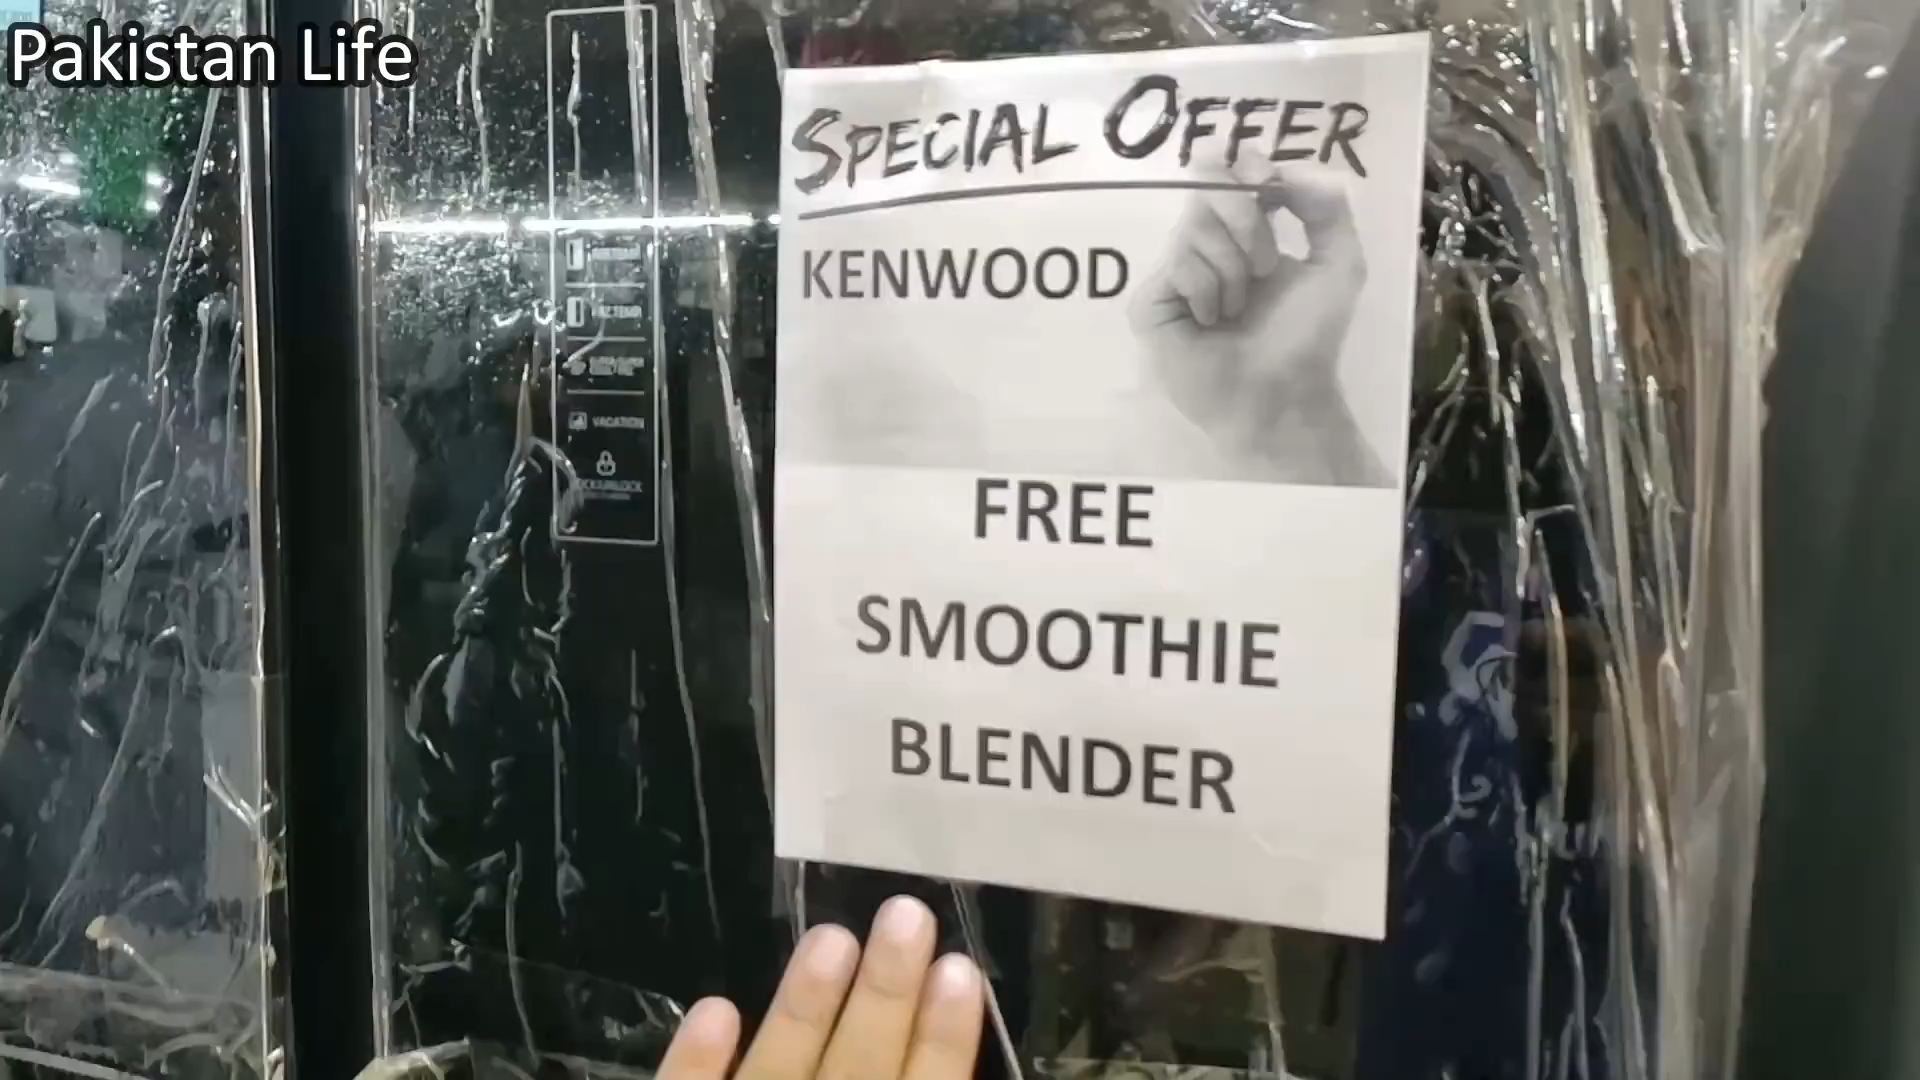 Pakistan Life
SPECIAL OFFER
KENWOOD
FREE
SMOOTHIE
BLENDER
VACATION